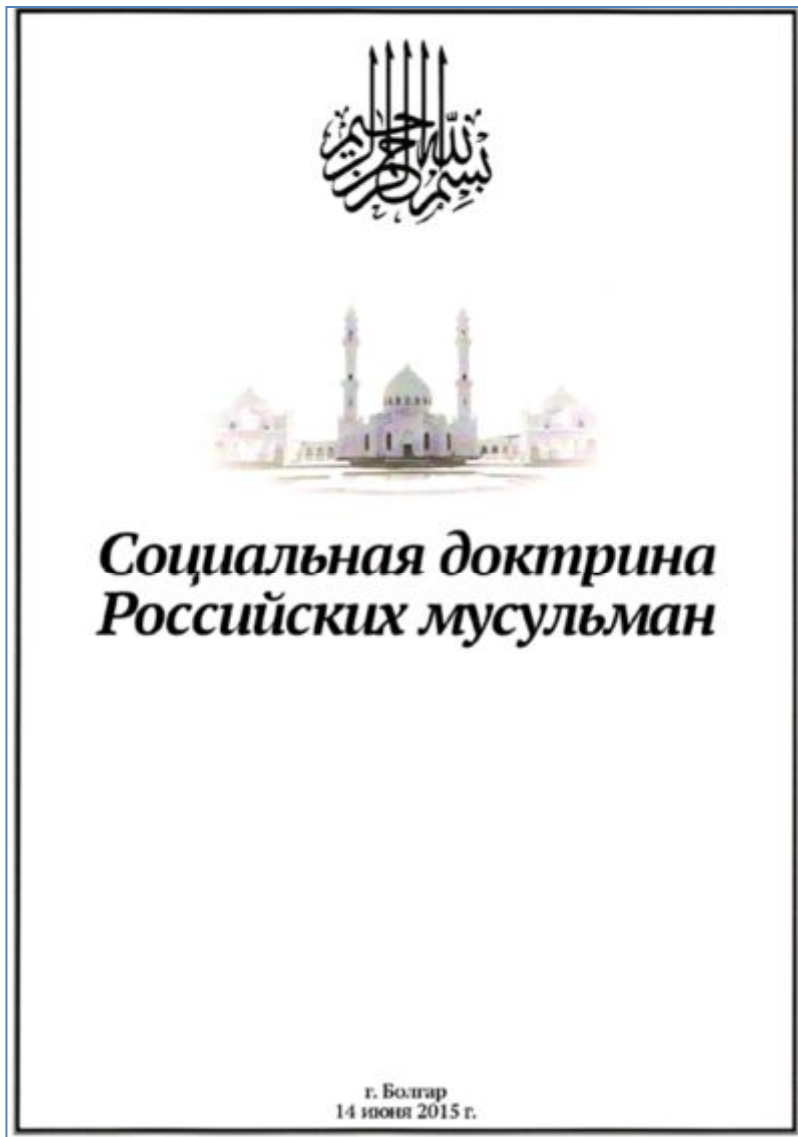 بسم الله الرحمن الرحيم
Социальная доктрина
Российских мусульман
г. Болгар
14 июня 2015 г.